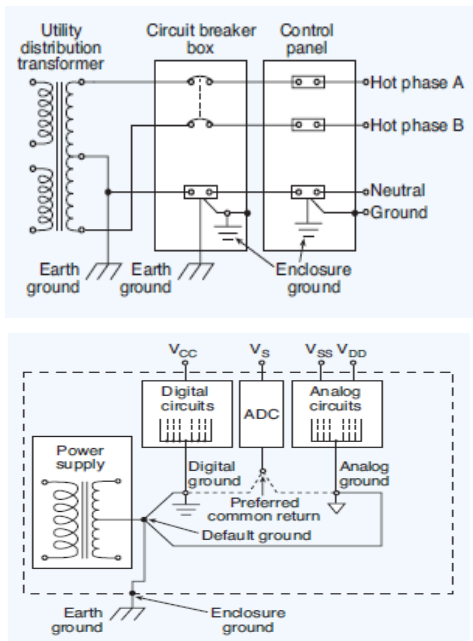 Utility
distribution
transformer
Circuit breaker
box
Control
panel
Hot phase A
Hot phase B
Neutral
Ground
Earth
ground
Earth
ground
Enclosure
ground
VCC
VS
VSS VDD
Digital
circuits
ADC
Analog
circuits
Power
supply
Digital
ground
Analog
ground
Preferred
common return
Default ground
Earth
ground
Enclosure
ground